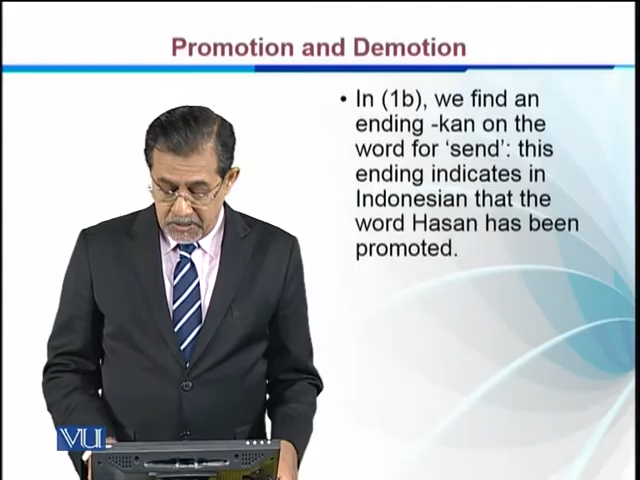 Promotion and Demotion
• In (1b), we find an
ending -kan on the
word for ‘send’: this
ending indicates in
Indonesian that the
word Hasan has been
promoted.
VU